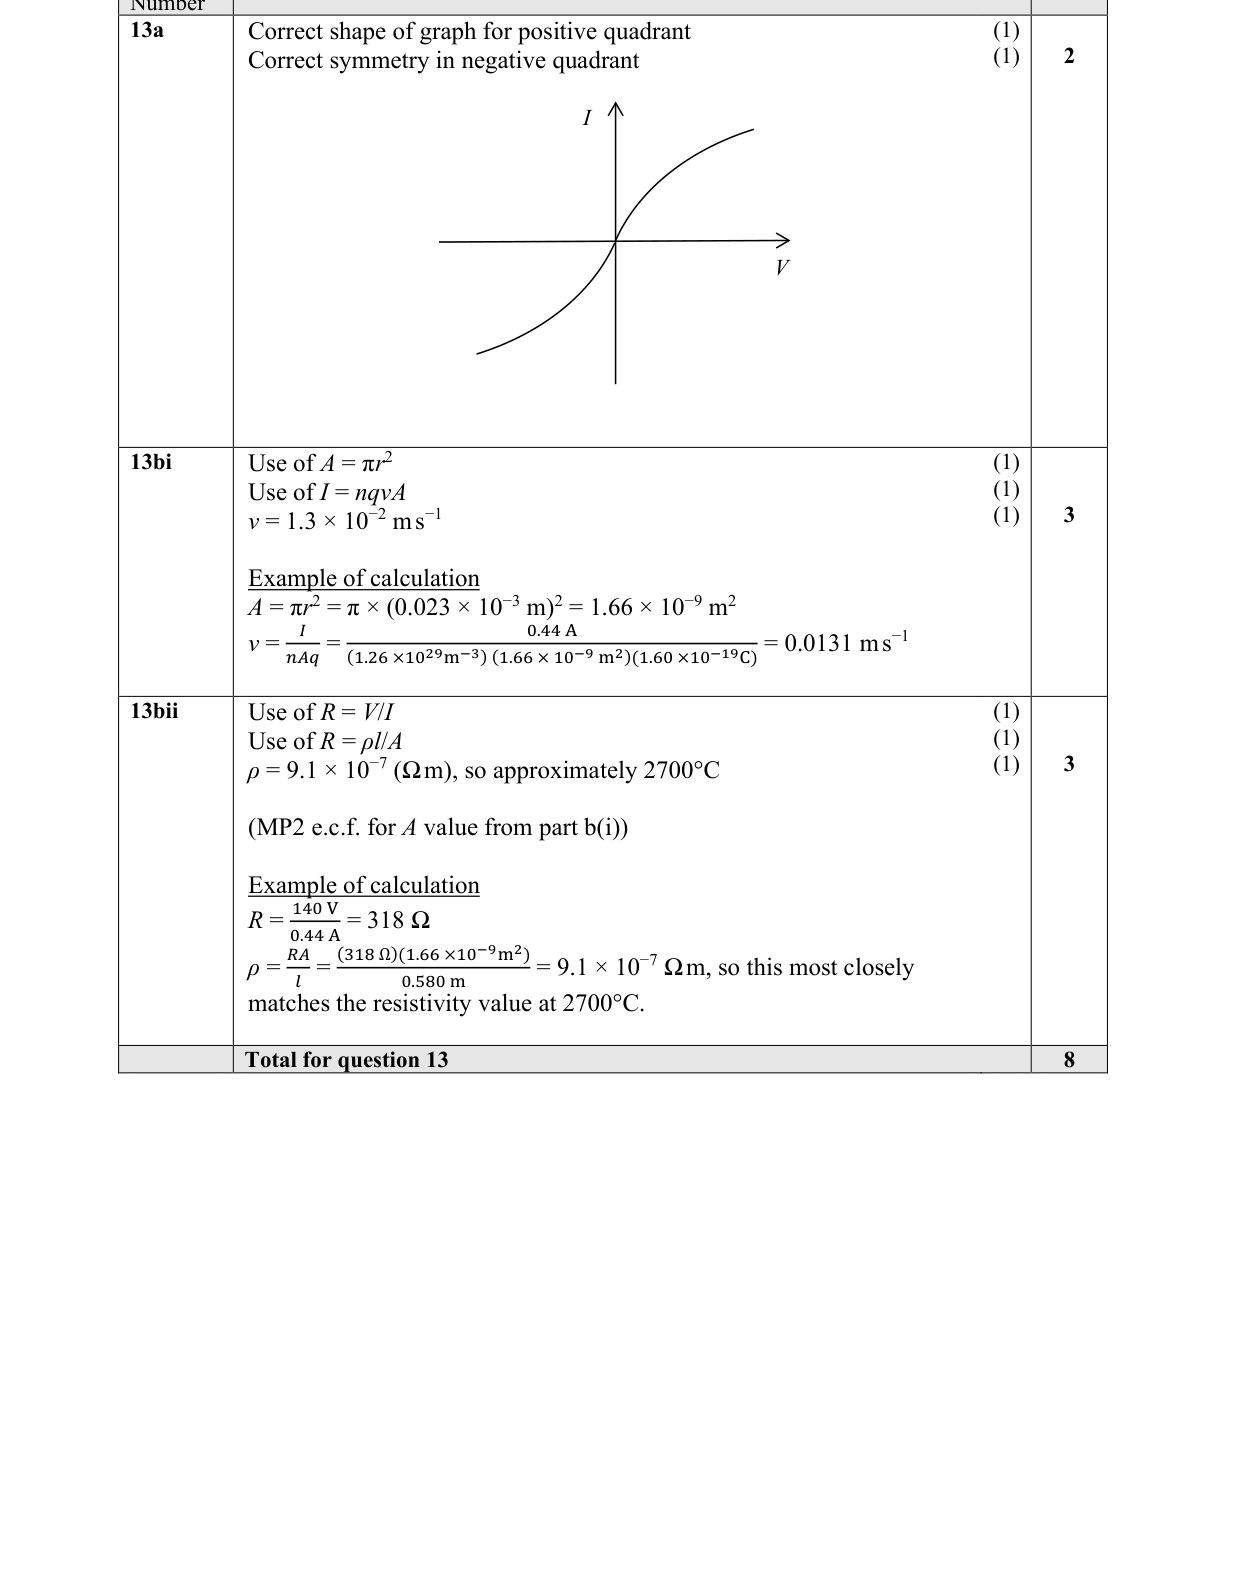 Number
13a Correct shape of graph for positive quadrant (1)
Correct symmetry in negative quadrant (1) 2
I
V
13bi Use of A = πr² (1)
Use of I = nqvA (1)
v = 1.3 × 10⁻² m s⁻¹ (1) 3
Example of calculation
A = πr² = π × (0.023 × 10⁻³ m)² = 1.66 × 10⁻⁹ m²
v = I/nAq = 0.44 A/(1.26 ×10²⁹m⁻³) (1.66 × 10⁻⁹ m²)(1.60 ×10⁻¹⁹C) = 0.0131 m s⁻¹
13bii Use of R = V/I (1)
Use of R = ρl/A (1)
ρ = 9.1 × 10⁻⁷ (Ω m), so approximately 2700°C (1) 3
(MP2 e.c.f. for A value from part b(i))
Example of calculation
R = 140 V/0.44 A = 318 Ω
ρ = RA/l = (318 Ω)(1.66 ×10⁻⁹m²)/0.580 m = 9.1 × 10⁻⁷ Ω m, so this most closely
matches the resistivity value at 2700°C.
Total for question 13 8